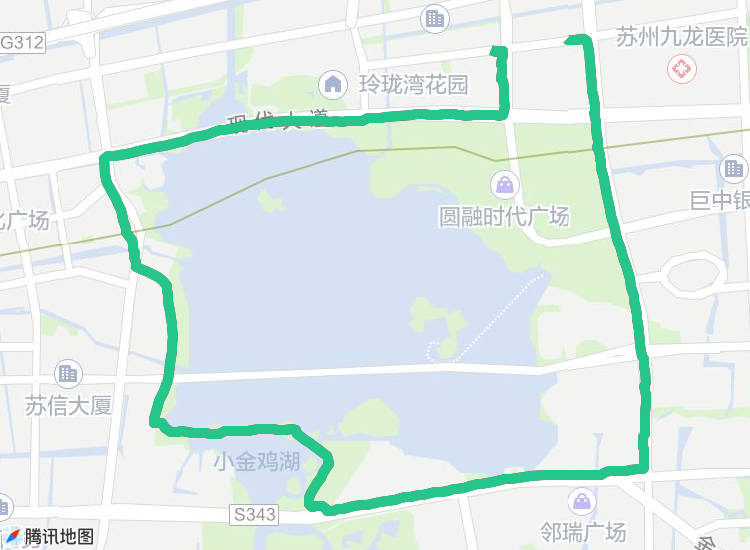 G312
苏州九龙医院
厦
玲珑湾花园
现代大道
巨中银
圆融时代广场
广场
苏信大厦
小金鸡湖
S343
邻瑞广场
腾讯地图